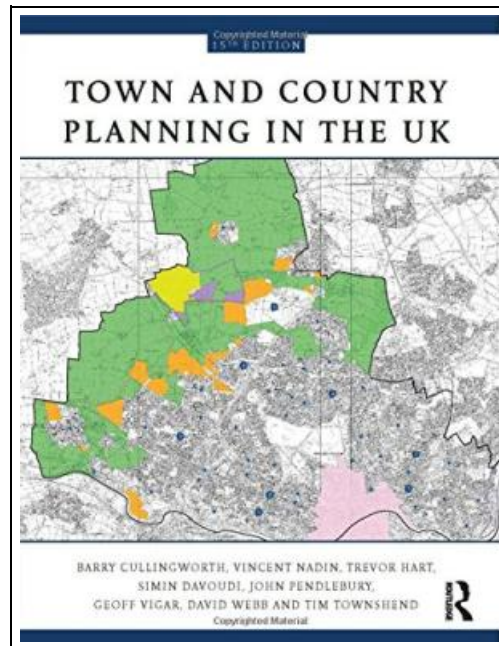 Copyrighted Material
15TH EDITION
TOWN AND COUNTRY
PLANNING IN THE UK
BARRY CULLINGWORTH, VINCENT NADIN, TREVOR HART,
SIMIN DAVOUDI, JOHN PENDLEBURY,
GEOFF VIGAR, DAVID WEBB AND TIM TOWNSHEND
ROUTLEDGE
Copyrighted Material